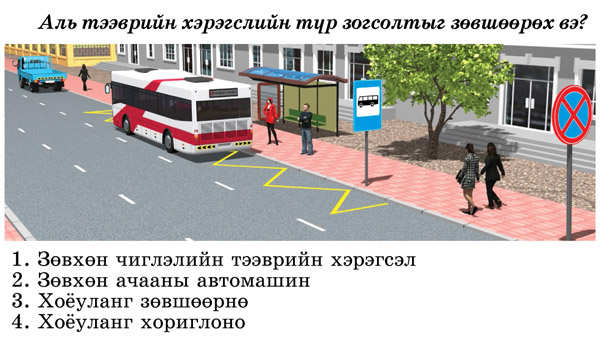 Аль тээврийн хэрэгслийн түр зогсолтыг зөвшөөрөх вэ?
1. Зөвхөн чиглэлийн тээврийн хэрэгсэл
2. Зөвхөн ачааны автомашин
3. Хоёуланг зөвшөөрнө
4. Хоёуланг хориглоно